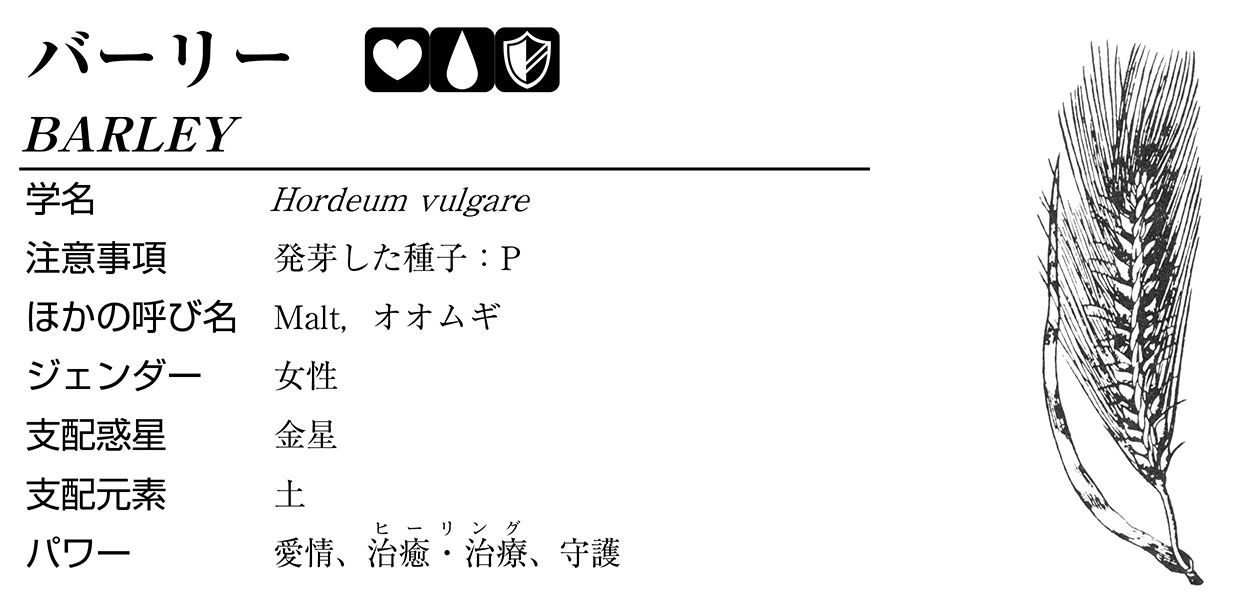 バーリー
BARLEY
学名 Hordeum vulgare
注意事項 発芽した種子：P
ほかの呼び名 Malt, オオムギ
ジェンダー 女性
支配惑星 金星
支配元素 土
ヒーリング
パワー 愛情、治癒・治療、守護